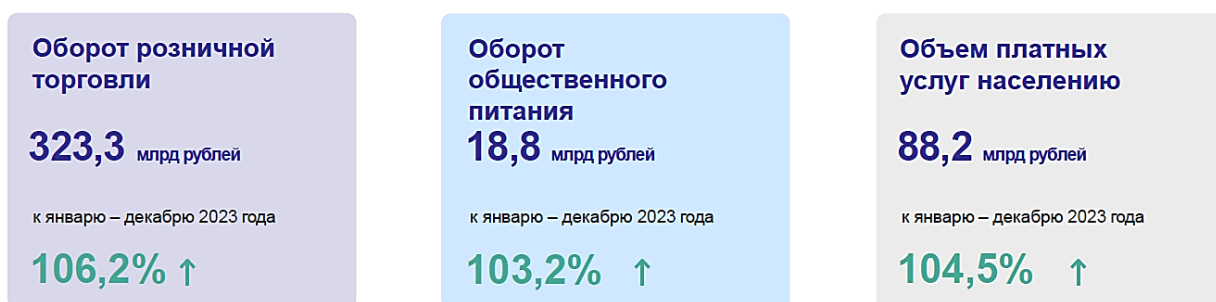 Оборот розничной
торговли
323,3 млрд рублей
к январю – декабрю 2023 года
106,2% ↑
Оборот
общественного
питания
18,8 млрд рублей
к январю – декабрю 2023 года
103,2% ↑
Объем платных
услуг населению
88,2 млрд рублей
к январю – декабрю 2023 года
104,5% ↑